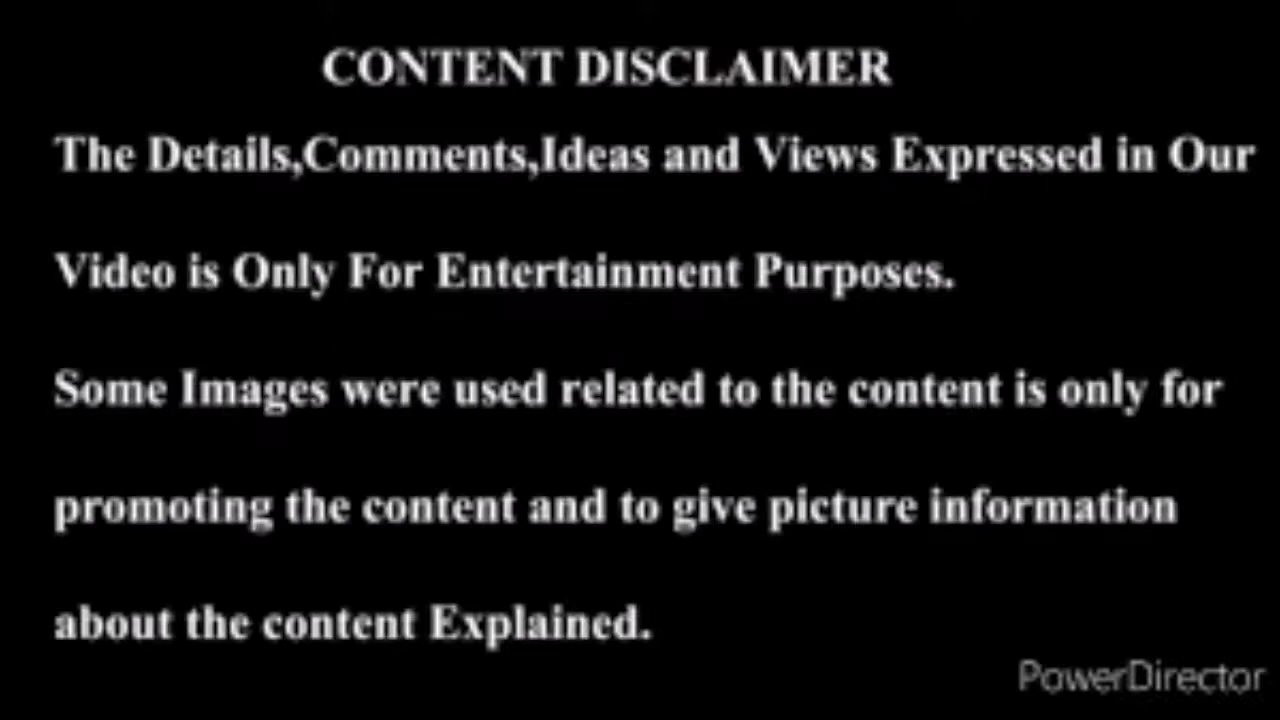 CONTENT DISCLAIMER
The Details,Comments,Ideas and Views Expressed in Our
Video is Only For Entertainment Purposes.
Some Images were used related to the content is only for
promoting the content and to give picture information
about the content Explained.
PowerDirector